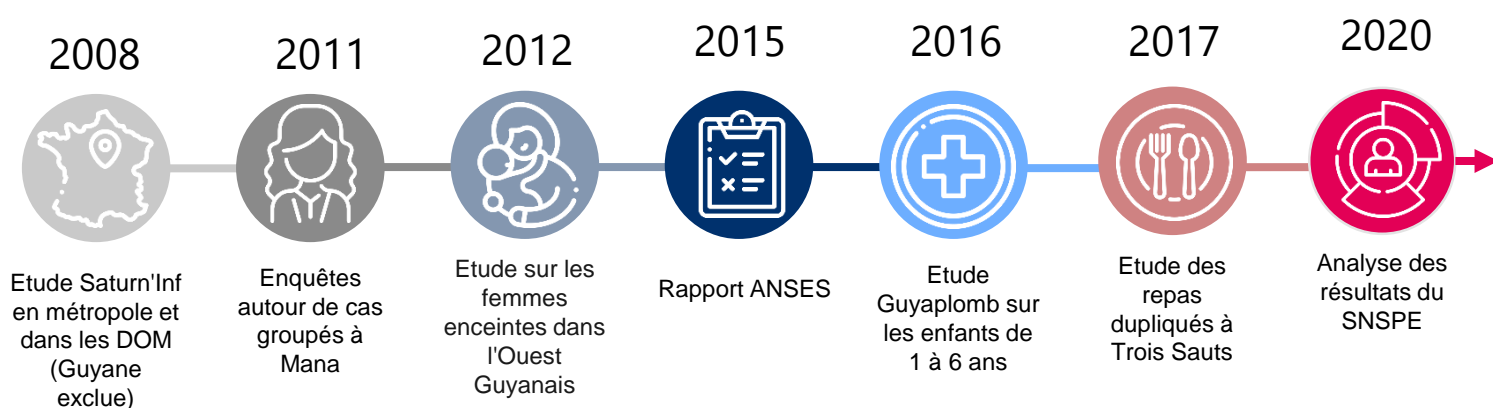 2008
Etude Saturn'Inf
en métropole et
dans les DOM
(Guyane
exclue)
2011
Enquêtes
autour de cas
groupés à
Mana
2012
Etude sur les
femmes
enceintes dans
l'Ouest
Guyanais
2015
Rapport ANSES
2016
Etude
Guyaplomb sur
les enfants de
1 à 6 ans
2017
Etude des
repas
dupliqués à
Trois Sauts
2020
Analyse des
résultats du
SNSPE